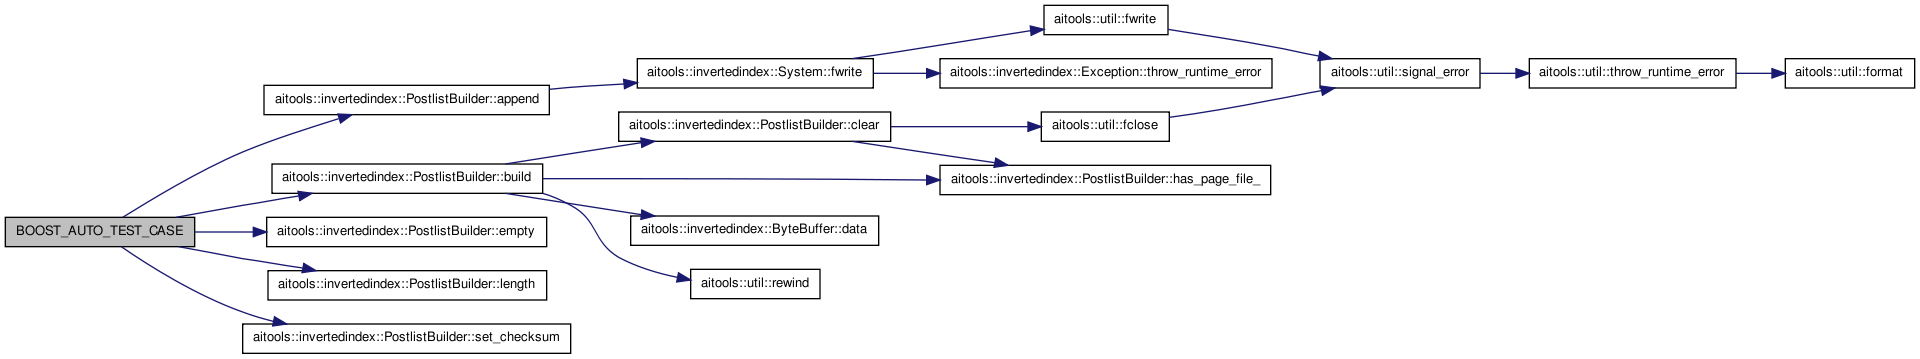 aitools::util::fwrite
aitools::invertedindex::System::fwrite
aitools::invertedindex::Exception::throw_runtime_error
aitools::util::signal_error
aitools::util::throw_runtime_error
aitools::util::format
aitools::invertedindex::PostlistBuilder::append
aitools::invertedindex::PostlistBuilder::clear
aitools::util::fclose
aitools::invertedindex::PostlistBuilder::build
aitools::invertedindex::PostlistBuilder::has_page_file_
BOOST_AUTO_TEST_CASE
aitools::invertedindex::PostlistBuilder::empty
aitools::invertedindex::ByteBuffer::data
aitools::invertedindex::PostlistBuilder::length
aitools::util::rewind
aitools::invertedindex::PostlistBuilder::set_checksum